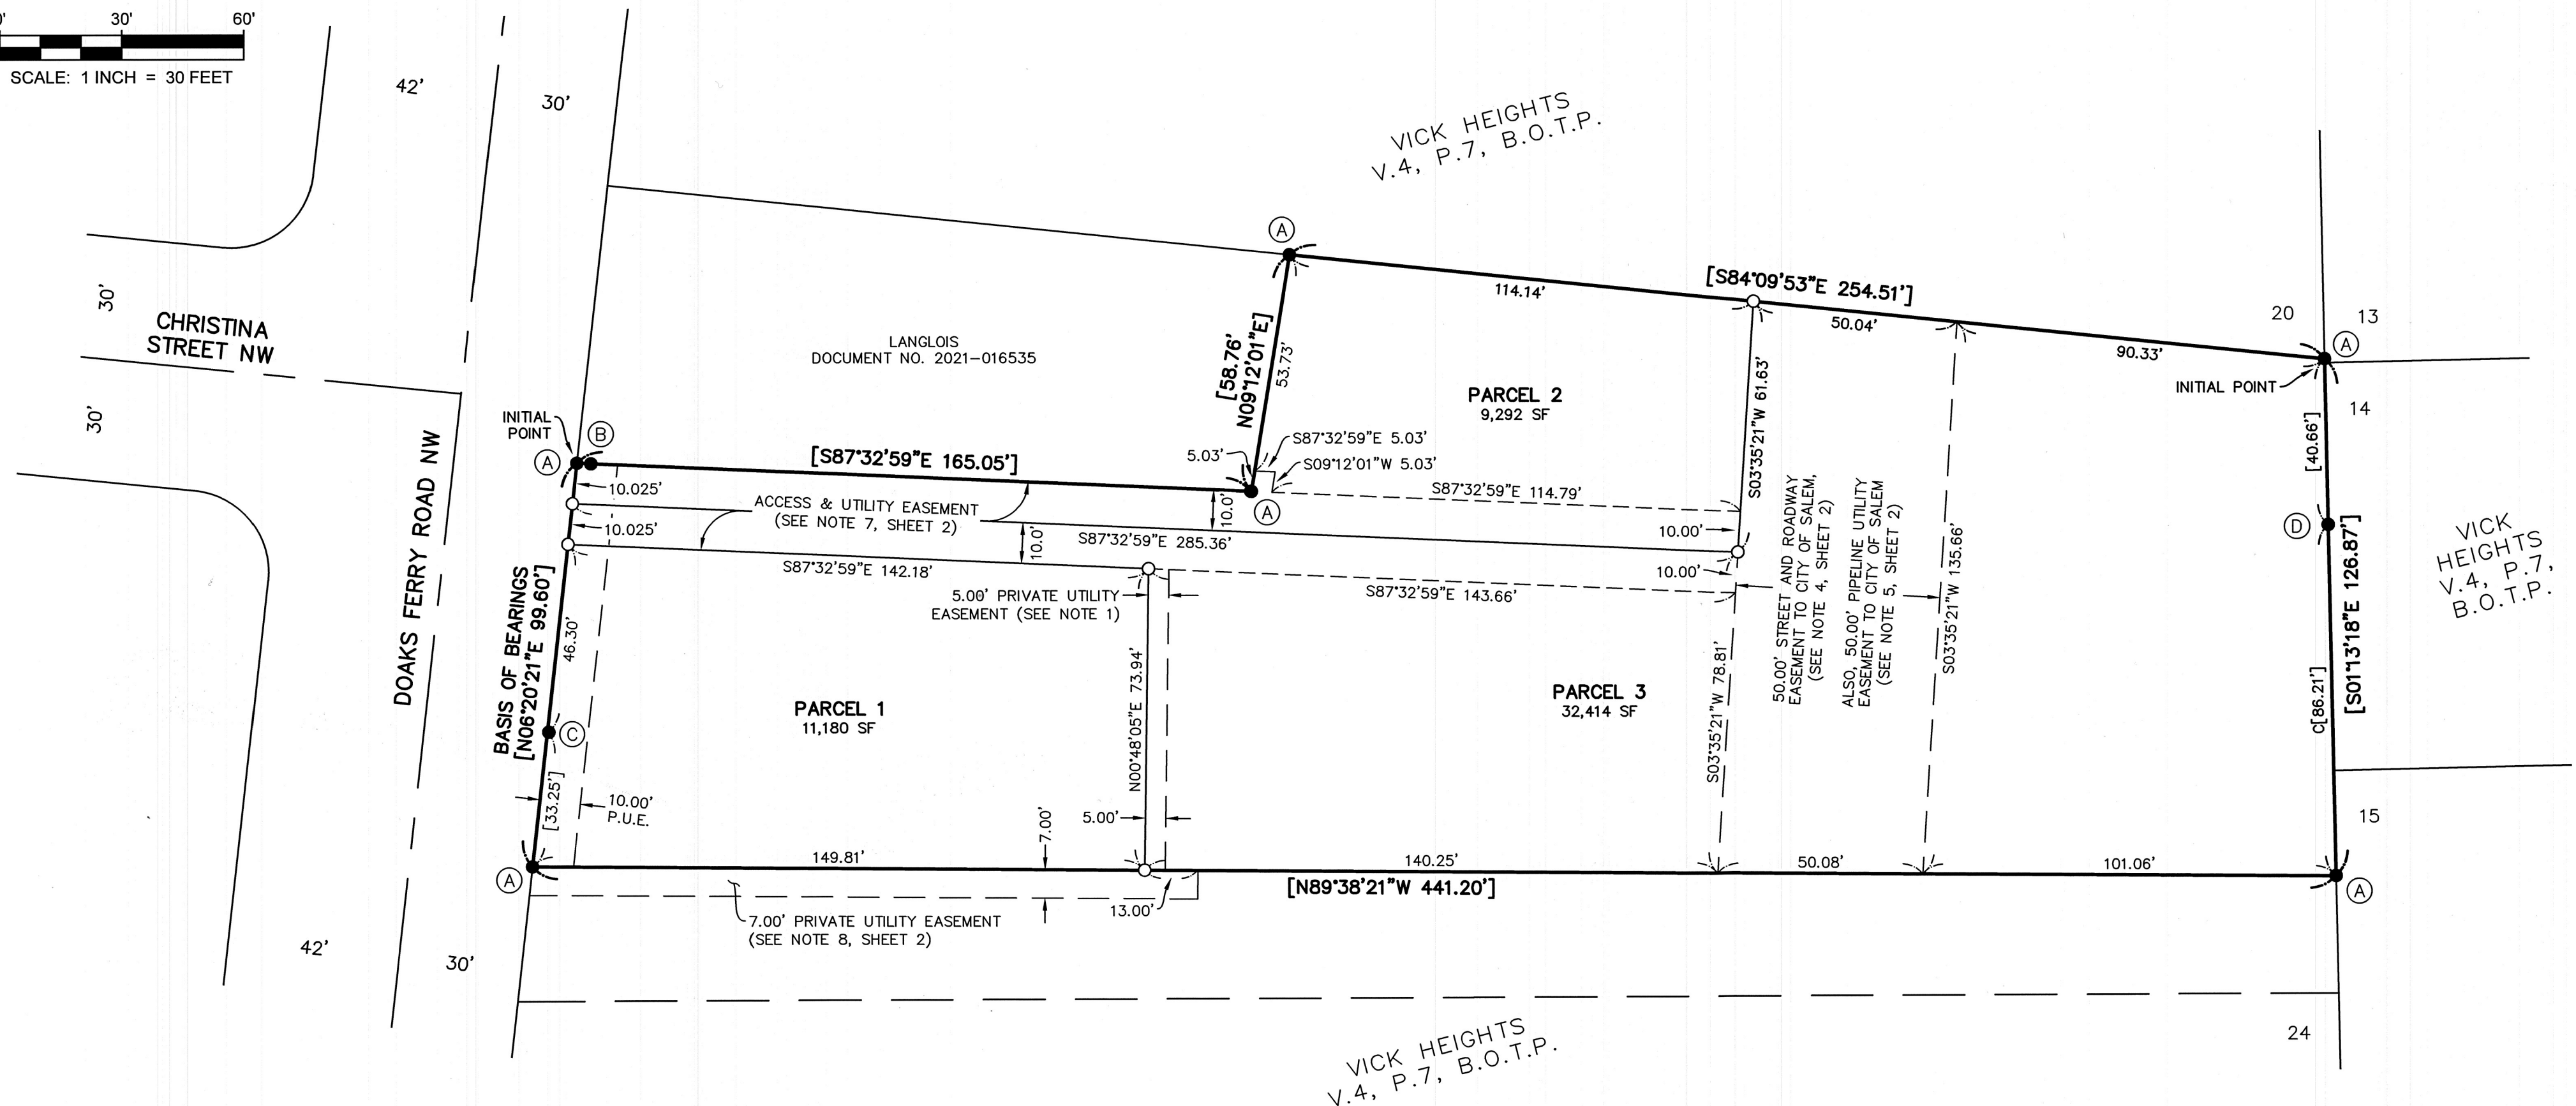 0' 30' 60'
SCALE: 1 INCH = 30 FEET
42'
30'
VICK HEIGHTS
V.4, P.7, B.O.T.P.
30'
CHRISTINA
STREET NW
30'
DOAKS FERRY ROAD NW
42'
30'
LANGLOIS
DOCUMENT NO. 2021-016535
INITIAL
POINT
A
B
[S87°32'59"E 165.05']
10.025'
10.025'
ACCESS & UTILITY EASEMENT
(SEE NOTE 7, SHEET 2)
10.0'
10.0'
S87°32'59"E 285.36'
S87°32'59"E 142.18'
A
[58.76'
N09°12'01"E]
53.73'
5.03'
A
S87°32'59"E 5.03'
S09°12'01"W 5.03'
S87°32'59"E 114.79'
114.14'
[S84°09'53"E 254.51']
50.04'
90.33'
PARCEL 2
9,292 SF
S03°35'21"W 61.63'
10.00'
10.00'
20
13
A
INITIAL POINT
14
[40.66']
D
[S01°13'18"E 126.87']
C[86.21']
VICK
HEIGHTS
V.4, P.7,
B.O.T.P.
15
A
50.00' STREET AND ROADWAY
EASEMENT TO CITY OF SALEM,
(SEE NOTE 4, SHEET 2)
ALSO, 50.00' PIPELINE UTILITY
EASEMENT TO CITY OF SALEM
(SEE NOTE 5, SHEET 2)
S03°35'21"W 135.66'
S03°35'21"W 78.81'
5.00' PRIVATE UTILITY
EASEMENT (SEE NOTE 1)
S87°32'59"E 143.66'
BASIS OF BEARINGS
[N06°20'21"E 99.60']
46.30'
C
[33.25']
10.00'
P.U.E.
PARCEL 1
11,180 SF
N00°48'05"E 73.94'
5.00'
7.00'
PARCEL 3
32,414 SF
A
149.81'
140.25'
50.08'
101.06'
[N89°38'21"W 441.20']
13.00'
7.00' PRIVATE UTILITY EASEMENT
(SEE NOTE 8, SHEET 2)
VICK HEIGHTS
V.4, P.7, B.O.T.P.
24